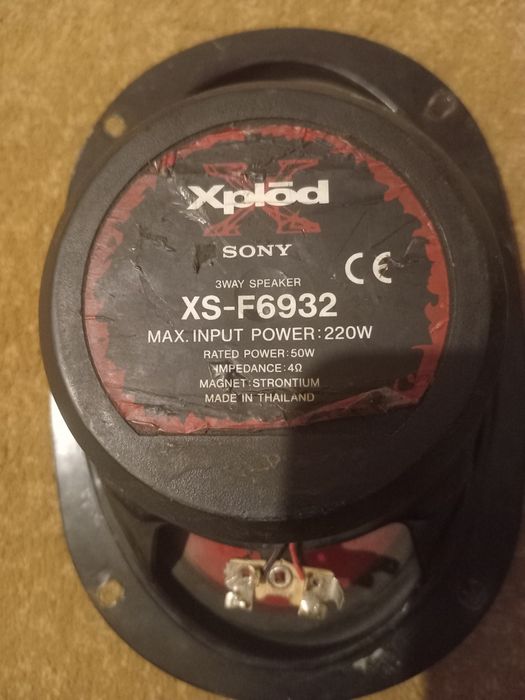 Xplōd
SONY
CE
3WAY SPEAKER
XS-F6932
MAX. INPUT POWER:220W
RATED POWER:50W
IMPEDANCE:4Ω
MAGNET:STRONTIUM
MADE IN THAILAND